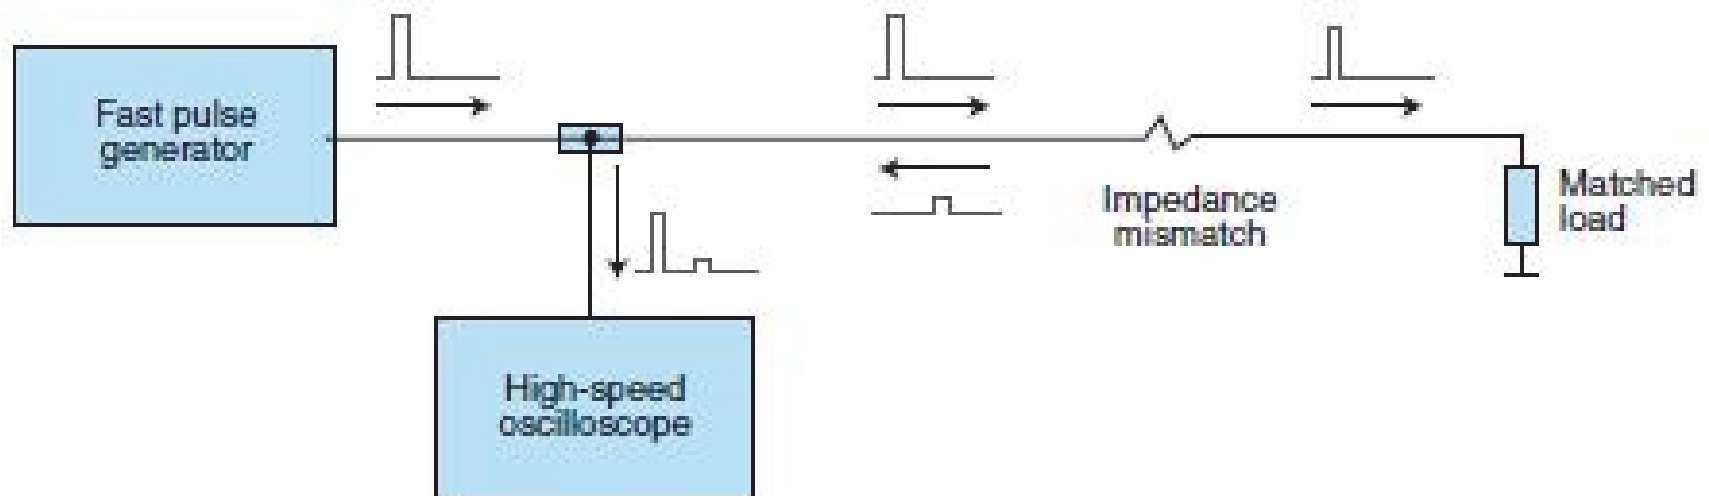 Fast pulse
generator
Impedance
mismatch
Matched
load
High-speed
oscilloscope